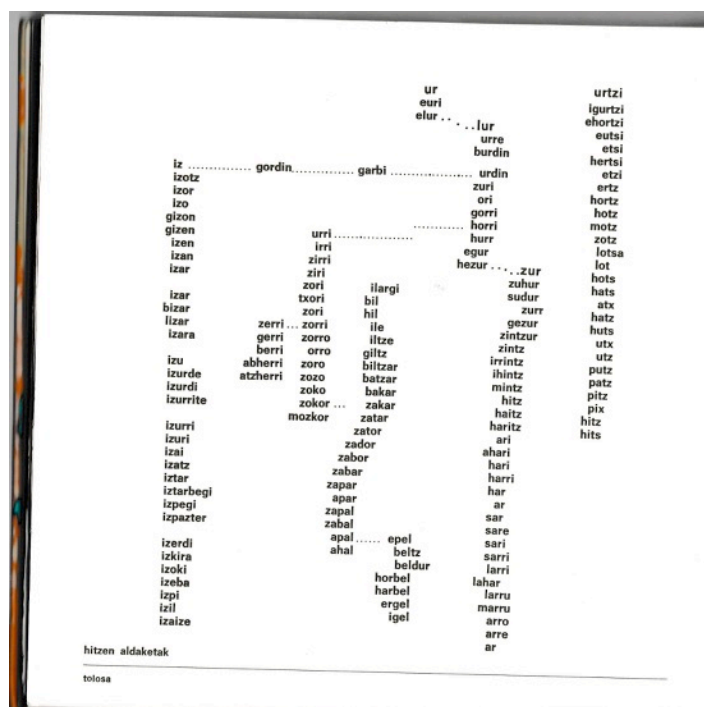 iz ............... gordin ............... garbi ....................
izotz
izor
izo
gizon
gizen
izen
izan
izar
izar
bizar
lizar
izara
izu
izurde
izurdi
izurrite
izurri
izuri
izai
izatz
iztar
iztarbegi
izpegi
izpazter
izerdi
izkira
izoki
izeba
izpi
izil
izaize
zerri ...
gerri
berri
abherri
atzherri
urri ...................
irri
zirri
ziri
zori
txori
zori
zorri
zorro
orro
zoro
zozo
zoko
zokor ...
mozkor
ilargi
bil
hil
ile
iltze
giltz
biltzar
batzar
bakar
zakar
zatar
zator
zador
zabor
zabar
zapar
apar
zapal
zabal
apal ...... epel
ahal
beltz
beldur
horbel
harbel
ergel
igel
ur
euri
elur .. . .. lur
urre
burdin
urdin
zuri
ori
gorri
............ horri
hurr
egur
hezur .. . .. zur
zuhur
sudur
zurr
gezur
zintzur
zintz
irrintz
ihintz
mintz
hitz
haitz
haritz
ari
ahari
hari
harri
har
ar
sar
sare
sari
sarri
larri
lahar
larru
marru
arro
arre
ar
urtzi
igurtzi
ehortzi
eutsi
etsi
hertsi
etzi
ertz
hortz
hotz
motz
zotz
lotsa
lot
hots
hats
atx
hatz
huts
utx
utz
putz
patz
pitz
pix
hitz
hits
hitzen aldaketak
tolosa